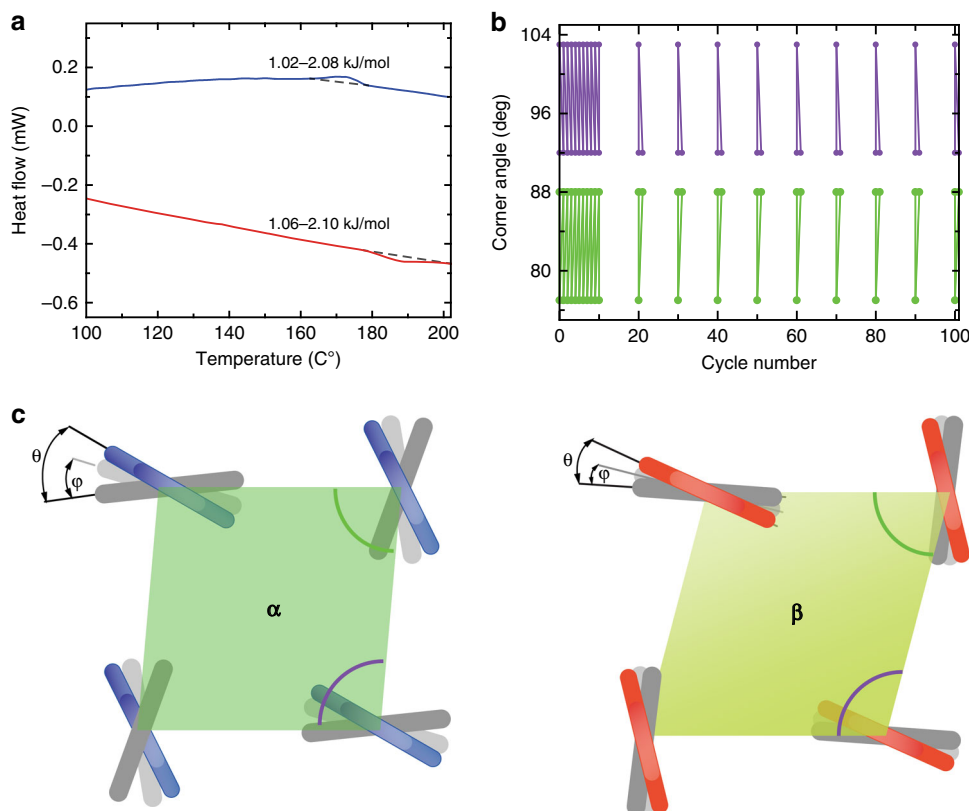 a
1.02–2.08 kJ/mol
1.06–2.10 kJ/mol
0.2
0.0
–0.2
–0.4
–0.6
Heat flow (mW)
100
120
140
160
180
200
Temperature (C°)
b
104
96
88
80
Corner angle (deg)
0
20
40
60
80
100
Cycle number
c
θ
φ
α
θ
φ
β